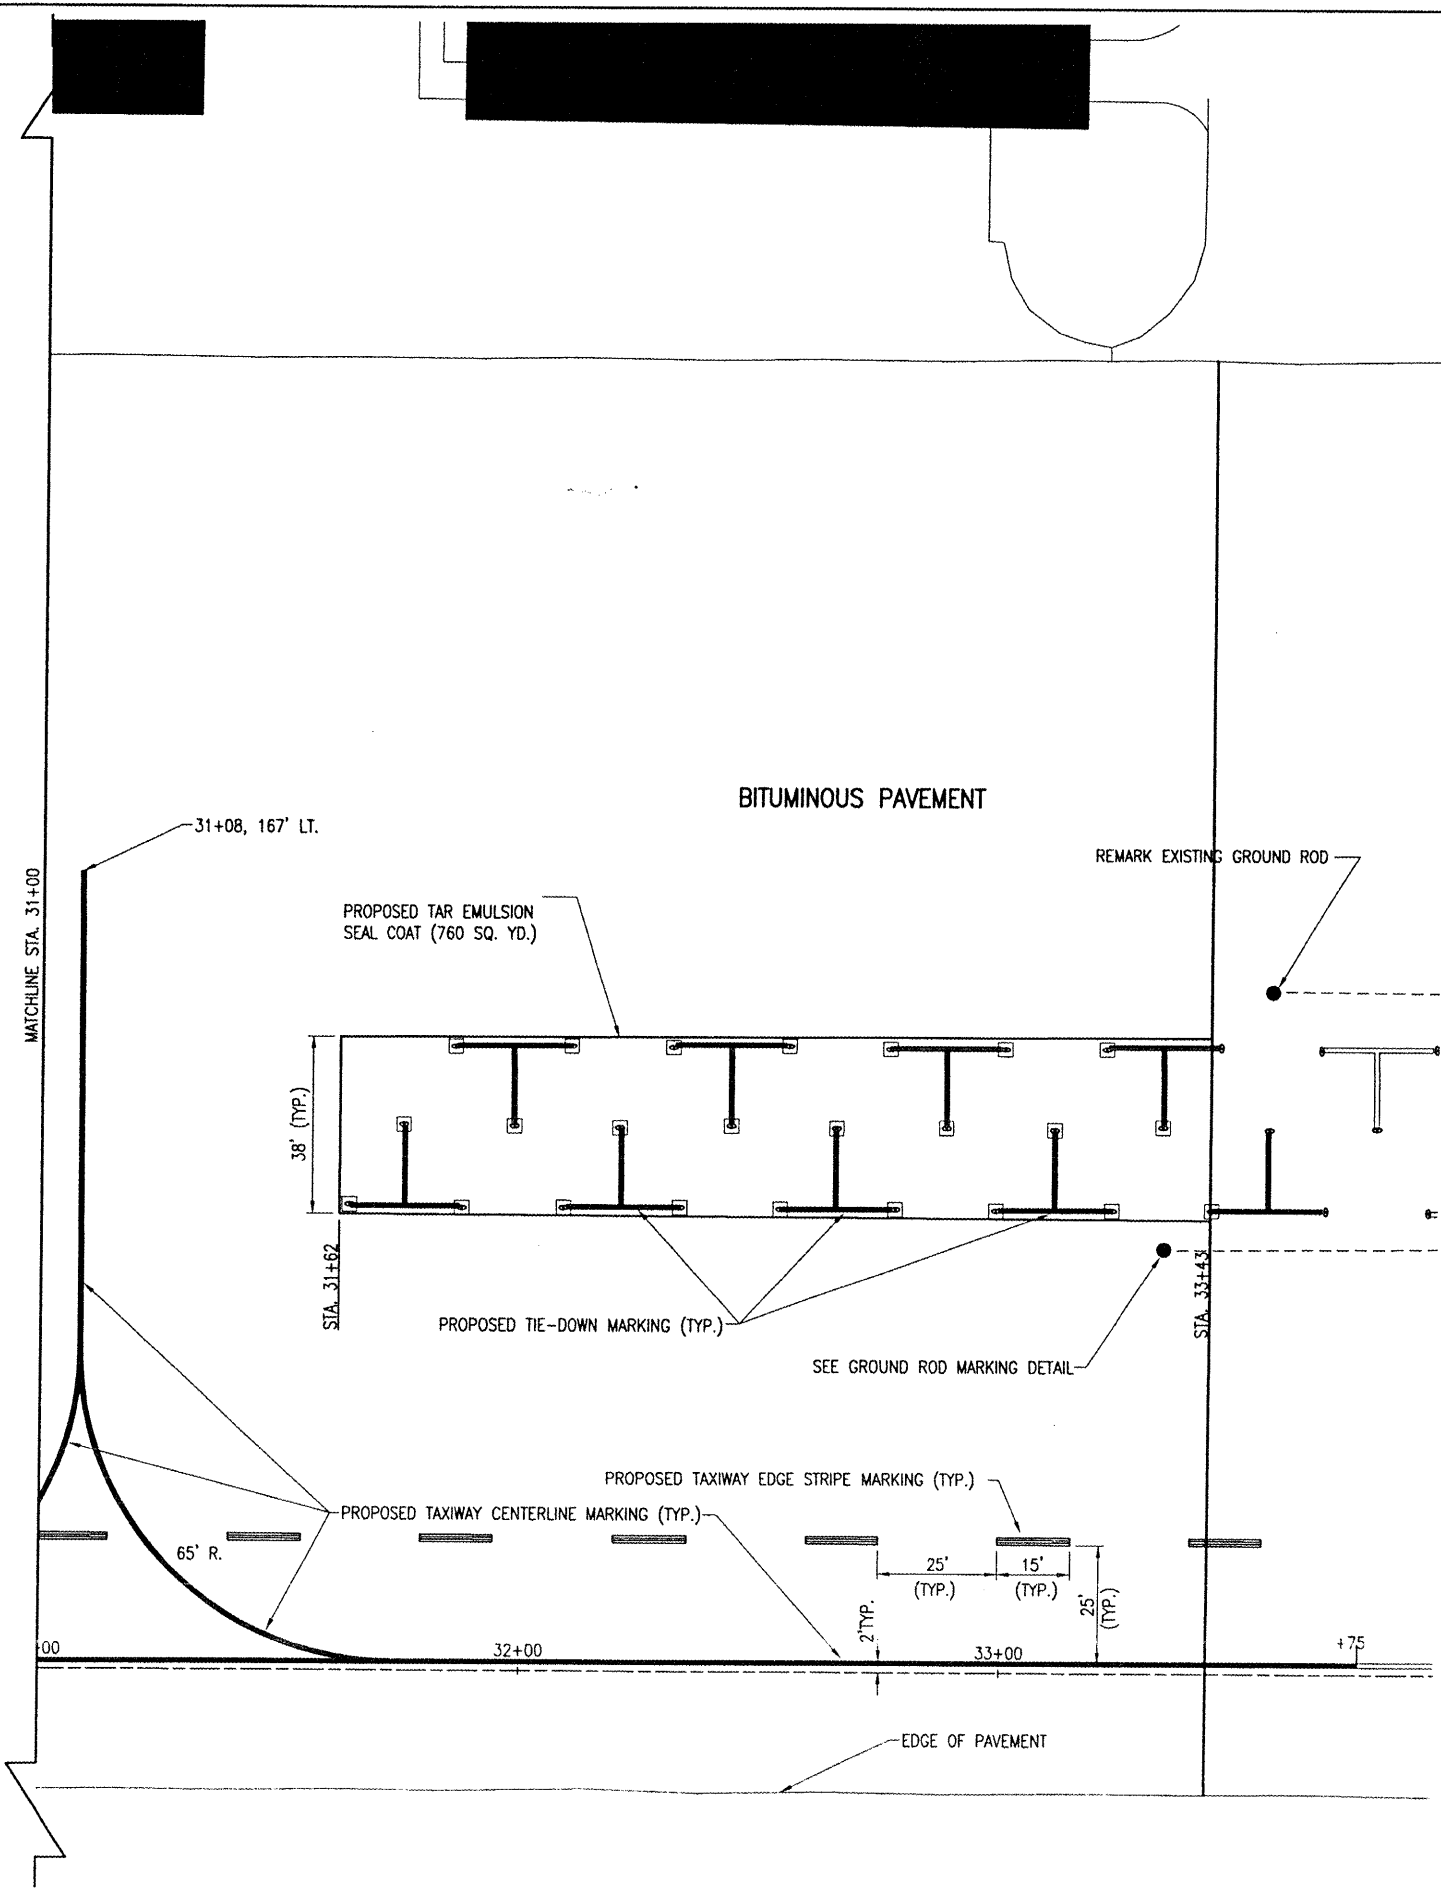 BITUMINOUS PAVEMENT
31+08, 167' LT.
MATCHLINE STA. 31+00
REMARK EXISTING GROUND ROD
PROPOSED TAR EMULSION
SEAL COAT (760 SQ. YD.)
38' (TYP.)
STA. 31+62
STA. 33+43
PROPOSED TIE-DOWN MARKING (TYP.)
SEE GROUND ROD MARKING DETAIL
PROPOSED TAXIWAY EDGE STRIPE MARKING (TYP.)
PROPOSED TAXIWAY CENTERLINE MARKING (TYP.)
65' R.
25'
(TYP.)
15'
(TYP.)
25'
(TYP.)
2'TYP.
+00
32+00
33+00
+75
EDGE OF PAVEMENT